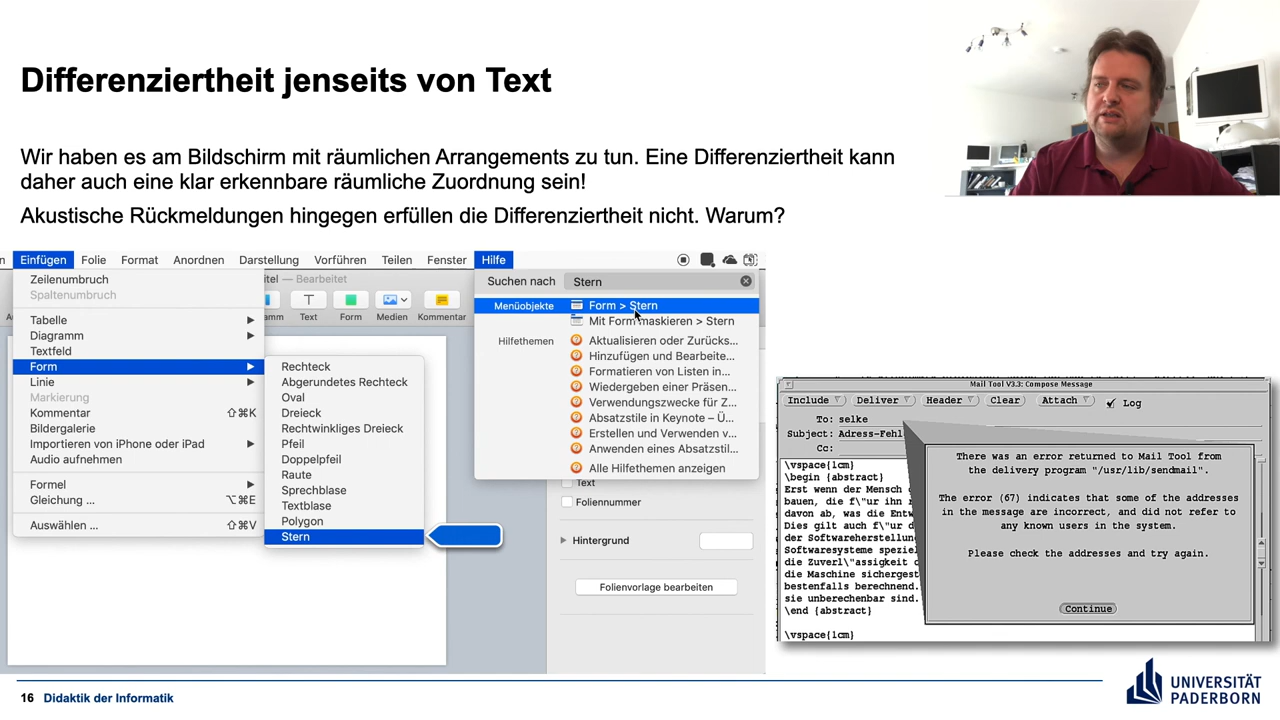 Differenziertheit jenseits von Text
Wir haben es am Bildschirm mit räumlichen Arrangements zu tun. Eine Differenziertheit kann
daher auch eine klar erkennbare räumliche Zuordnung sein!
Akustische Rückmeldungen hingegen erfüllen die Differenziertheit nicht. Warum?
Einfügen Folie Format Anordnen Darstellung Vorführen Teilen Fenster Hilfe
Zeilenumbruch
Spaltenumbruch
Tabelle
Diagramm
Textfeld
Form
Linie
Markierung
Kommentar ⇧⌘K
Bildergalerie
Importieren von iPhone oder iPad
Audio aufnehmen
Formel
Gleichung ... ⌥⌘E
Auswählen ... ⇧⌘V
Rechteck
Abgerundetes Rechteck
Oval
Dreieck
Rechtwinkliges Dreieck
Pfeil
Doppelpfeil
Raute
Sprechblase
Textblase
Polygon
Stern
— Bearbeitet
Text Form Medien Kommentar
Suchen nach Stern
Menüobjekte Form > Stern
Mit Form maskieren > Stern
Hilfethemen Aktualisieren oder Zurücks...
Hinzufügen und Bearbeite...
Formatieren von Listen in...
Wiedergeben einer Präsen...
Verwendungszwecke für Z...
Absatzstile in Keynote – Ü...
Erstellen und Verwenden v...
Anwenden eines Absatzstil...
Alle Hilfethemen anzeigen
Text
Foliennummer
Hintergrund
Folienvorlage bearbeiten
Mail Tool V3.3: Compose Message
Include Deliver Header Clear Attach Log
To: selke
Subject: Adress-Fehl
Cc:
\vspace{1cm}
\begin {abstract}
Erst wenn der Mensch
bauen, die f\"ur ihn
davon ab, was die Entw
Dies gilt auch f\"ur d
der Softwareherstellun
Softwaresysteme speziel
die Zuverl\"assigkeit
die Maschine sichergest
bestenfalls berechnend.
sie unberechenbar sind.
\end {abstract}
\vspace{1cm}
There was an error returned to Mail Tool from
the delivery program "/usr/lib/sendmail".
The error (67) indicates that some of the addresses
in the message are incorrect, and did not refer to
any known users in the system.
Please check the addresses and try again.
Continue
16 Didaktik der Informatik
UNIVERSITÄT
PADERBORN